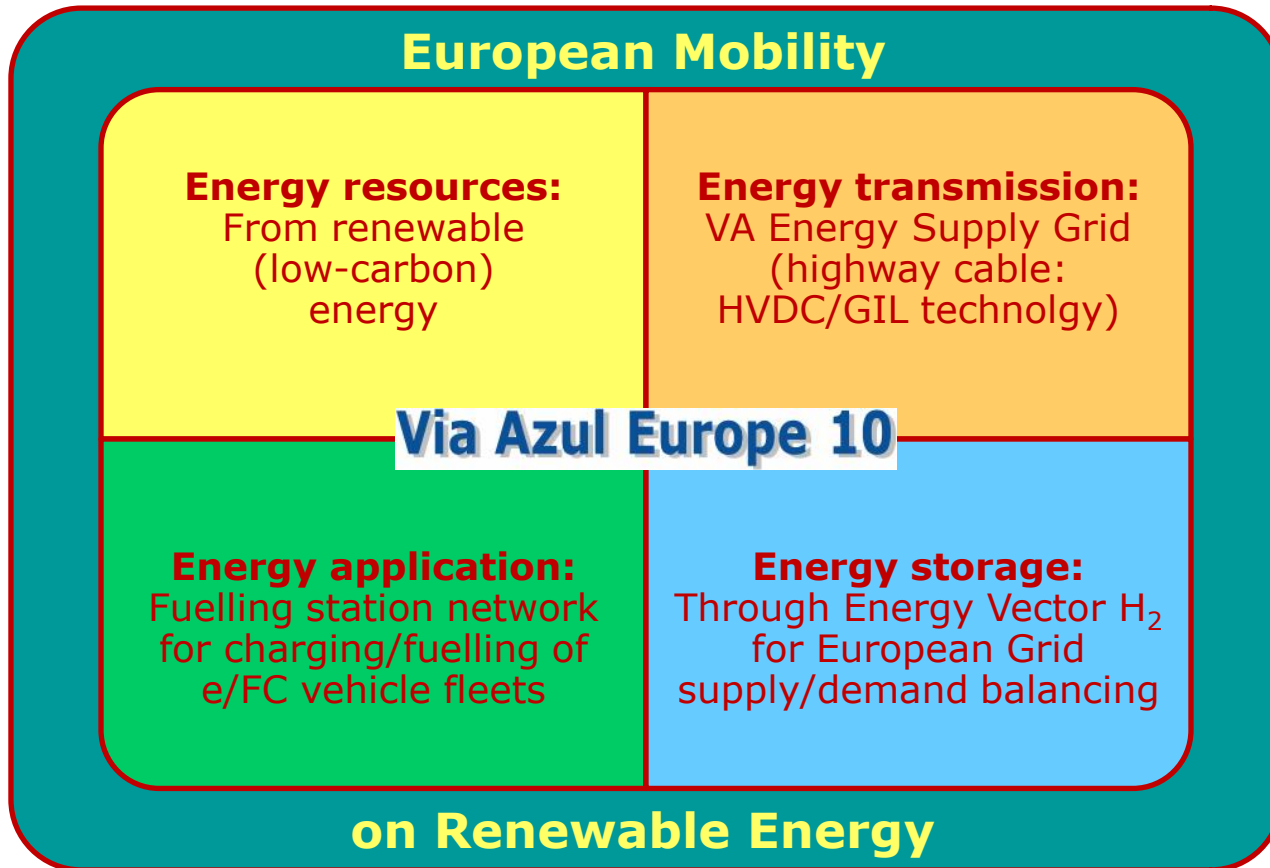 European Mobility
Energy resources:
From renewable
(low-carbon)
energy
Energy transmission:
VA Energy Supply Grid
(highway cable:
HVDC/GIL technolgy)
Via Azul Europe 10
Energy application:
Fuelling station network
for charging/fuelling of
e/FC vehicle fleets
Energy storage:
Through Energy Vector H₂
for European Grid
supply/demand balancing
on Renewable Energy